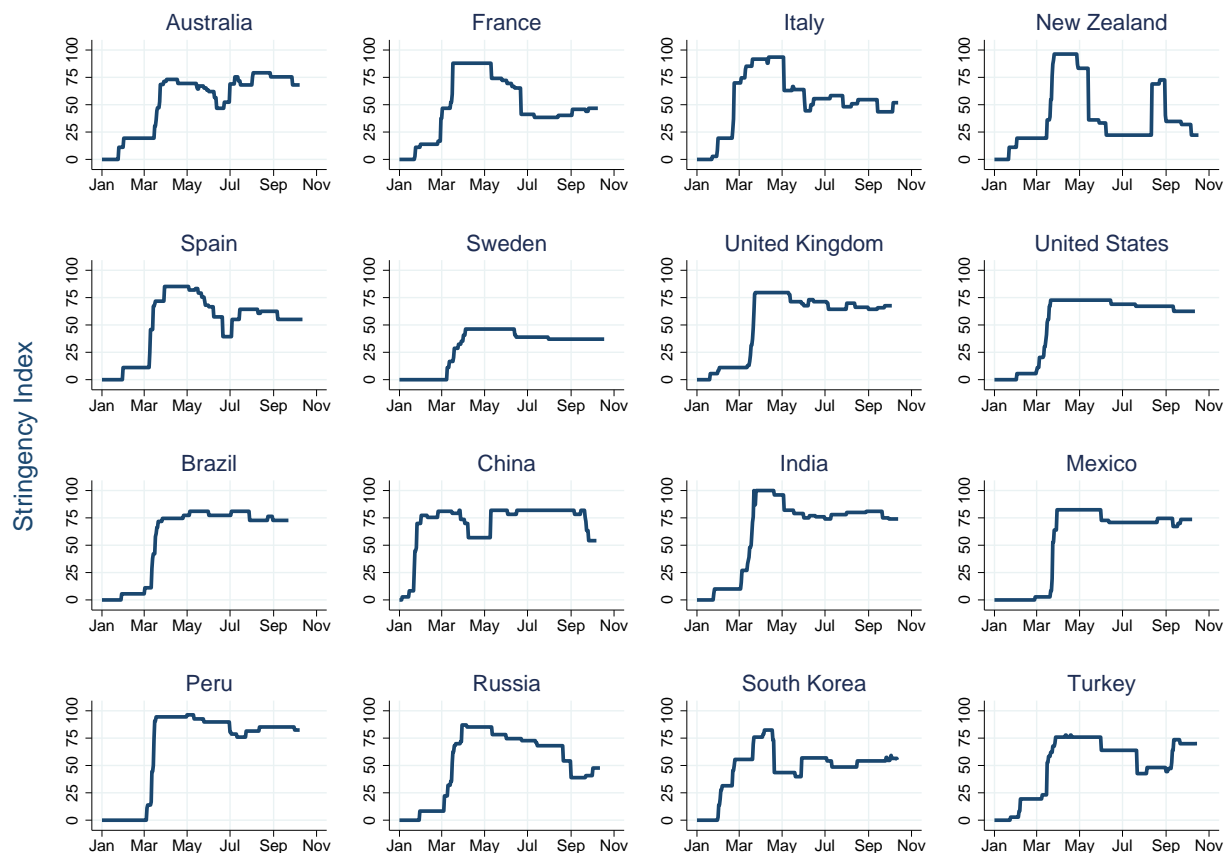 Stringency Index
Australia France Italy New Zealand
100 100 100 100
75 75 75 75
50 50 50 50
25 25 25 25
0 0 0 0
Jan Mar May Jul Sep Nov Jan Mar May Jul Sep Nov Jan Mar May Jul Sep Nov Jan Mar May Jul Sep Nov
Spain Sweden United Kingdom United States
100 100 100 100
75 75 75 75
50 50 50 50
25 25 25 25
0 0 0 0
Jan Mar May Jul Sep Nov Jan Mar May Jul Sep Nov Jan Mar May Jul Sep Nov Jan Mar May Jul Sep Nov
Brazil China India Mexico
100 100 100 100
75 75 75 75
50 50 50 50
25 25 25 25
0 0 0 0
Jan Mar May Jul Sep Nov Jan Mar May Jul Sep Nov Jan Mar May Jul Sep Nov Jan Mar May Jul Sep Nov
Peru Russia South Korea Turkey
100 100 100 100
75 75 75 75
50 50 50 50
25 25 25 25
0 0 0 0
Jan Mar May Jul Sep Nov Jan Mar May Jul Sep Nov Jan Mar May Jul Sep Nov Jan Mar May Jul Sep Nov